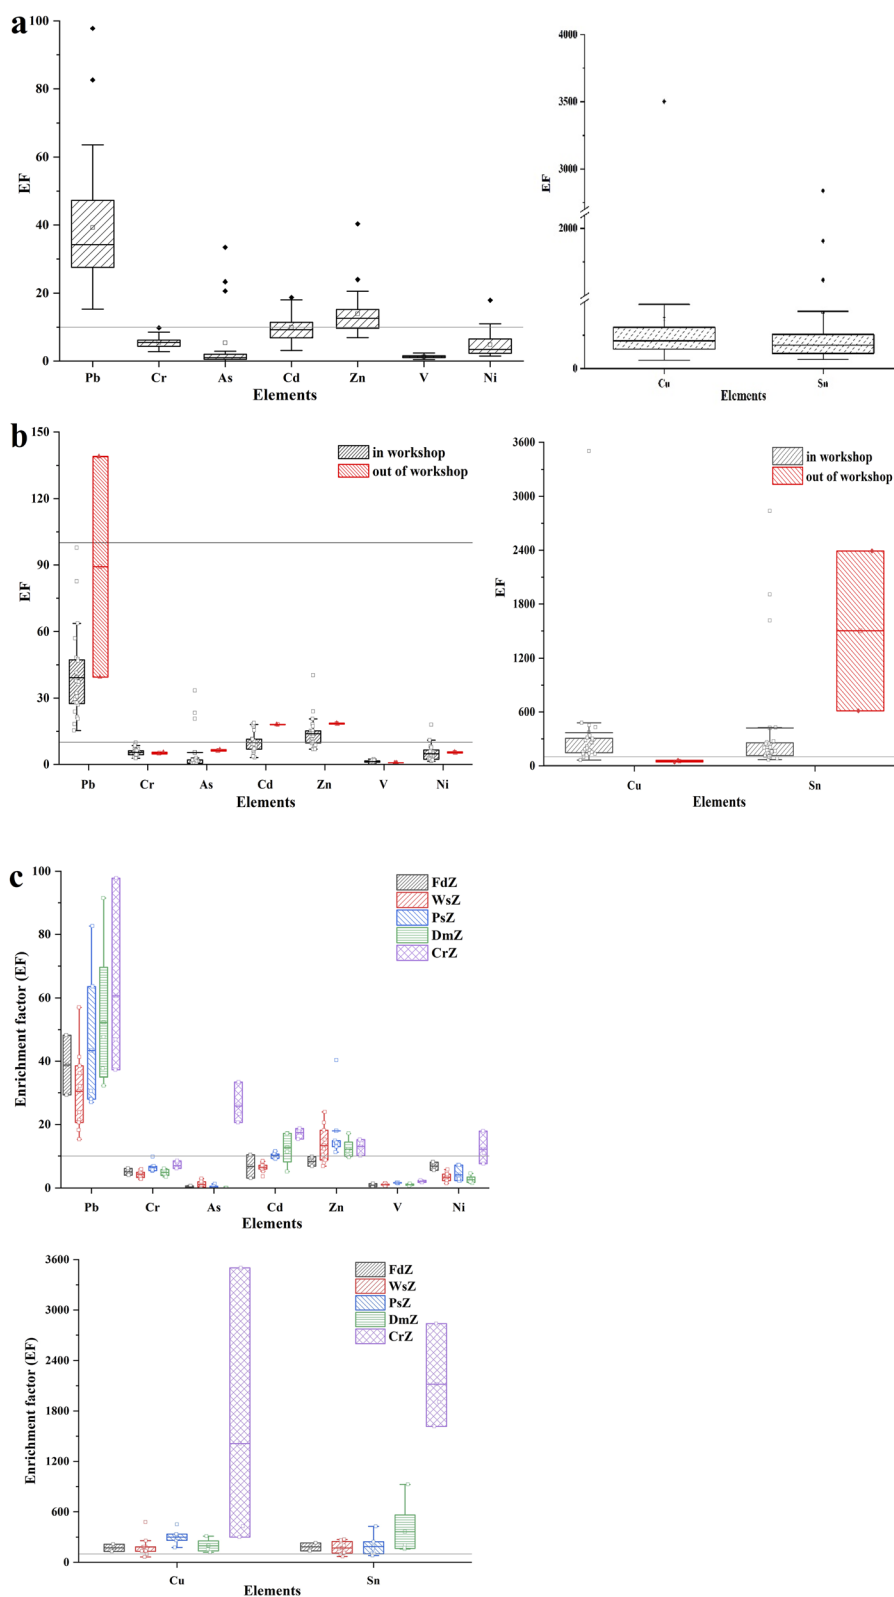 a
100
80
60
40
20
0
EF
Pb Cr As Cd Zn V Ni
Elements
4000
3500
3000
2000
0
EF
Cu Sn
Elements
b
150
120
90
60
30
0
EF
in workshop
out of workshop
Pb Cr As Cd Zn V Ni
Elements
3600
3000
2400
1800
1200
600
0
EF
in workshop
out of workshop
Cu Sn
Elements
c
100
80
60
40
20
0
Enrichment factor (EF)
FdZ
WsZ
PsZ
DmZ
CrZ
Pb Cr As Cd Zn V Ni
Elements
3600
3000
2400
1800
1200
600
0
Enrichment factor (EF)
FdZ
WsZ
PsZ
DmZ
CrZ
Cu Sn
Elements